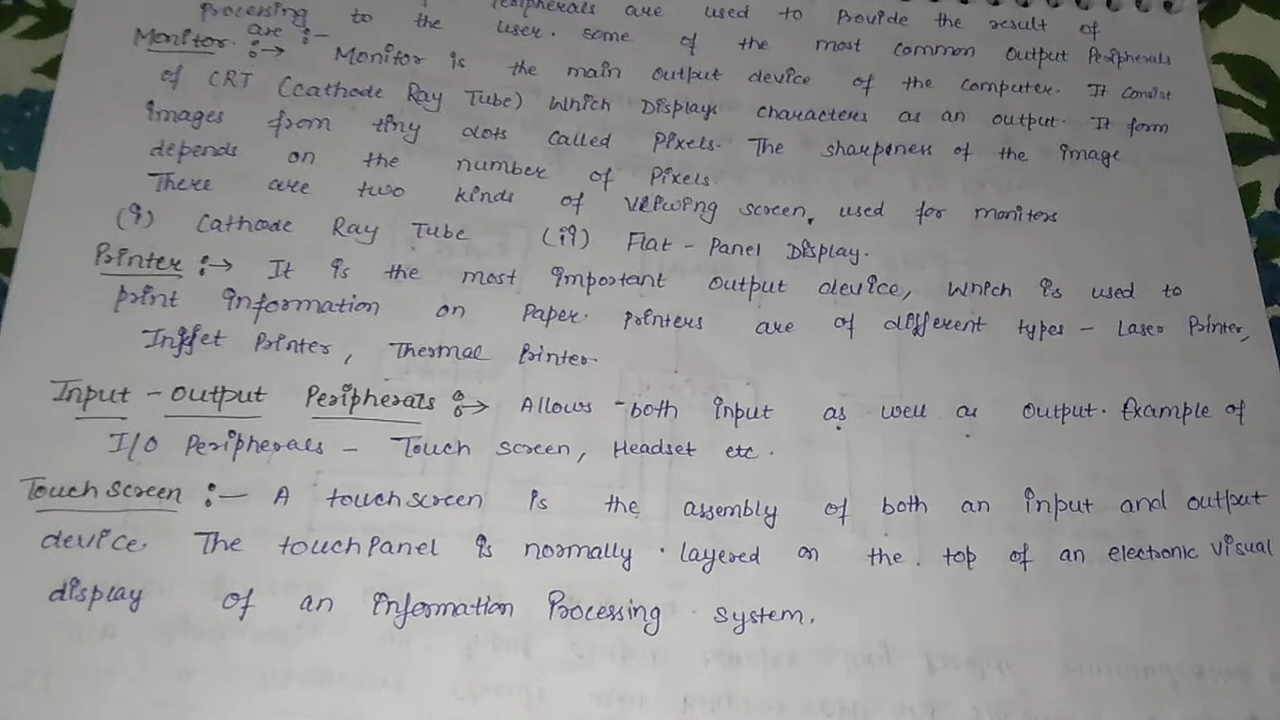 Peripherals are used to Provide the result of
Processing to the user. some of the most common output Peripherals
are :-
Monitor :→ Monitor is the main output device of the computer. It consist
of CRT (cathode Ray Tube) which Displays characters as an output. It form
images from tiny dots called Pixels. The sharpness of the image
depends on the number of Pixels.
There are two kinds of viewing screen, used for monitors
(i) Cathode Ray Tube (ii) Flat - Panel Display.
Printer :→ It is the most important output device, which is used to
print information on Paper. Printers are of different types - Laser Printer,
Inkjet Printer, Thermal Printer.
Input - output Peripherals :→ Allows both input as well as output. Example of
I/O Peripherals - Touch screen, Headset etc.
Touch screen :- A touchscreen is the assembly of both an input and output
device. The touch Panel is normally layered on the top of an electronic visual
display of an information Processing system.